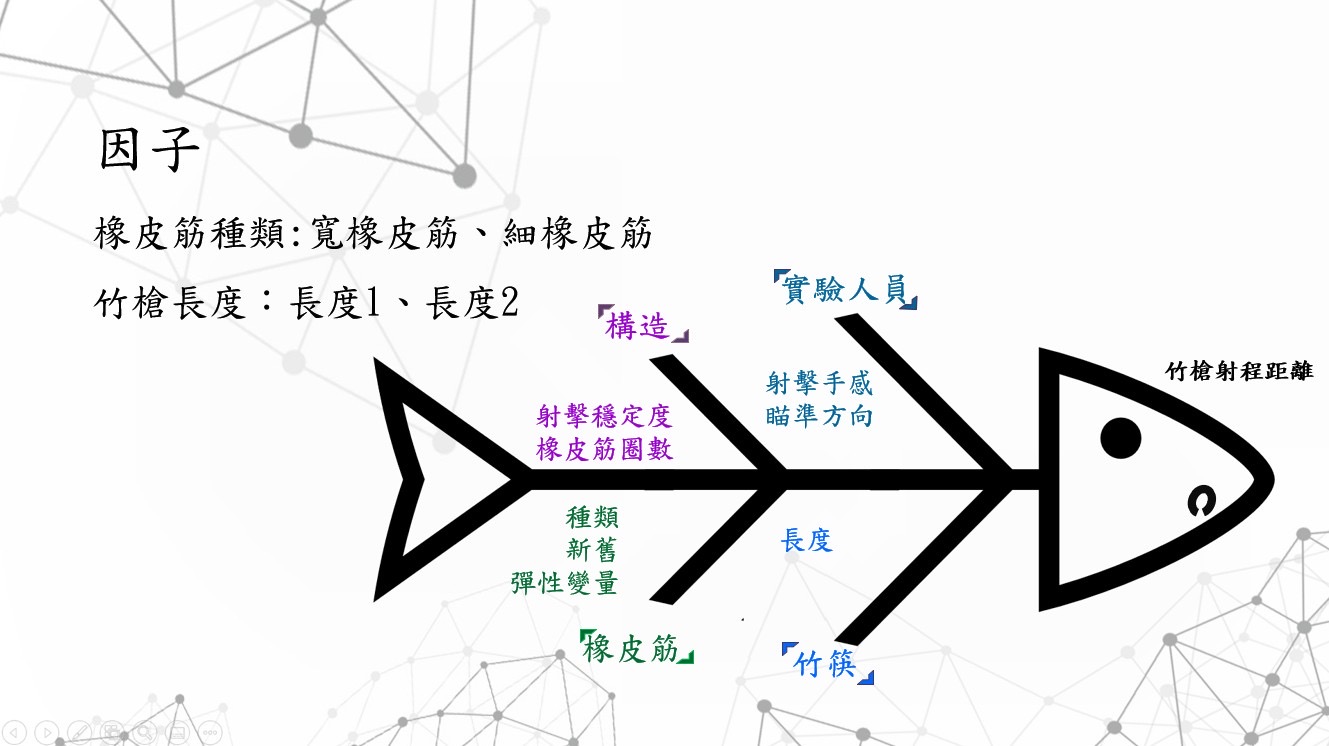 因子
橡皮筋種類:寬橡皮筋、細橡皮筋
竹槍長度：長度1、長度2
構造
實驗人員
射擊穩定度
橡皮筋圈數
射擊手感
瞄準方向
竹槍射程距離
種類
新舊
彈性變量
長度
橡皮筋
竹筷